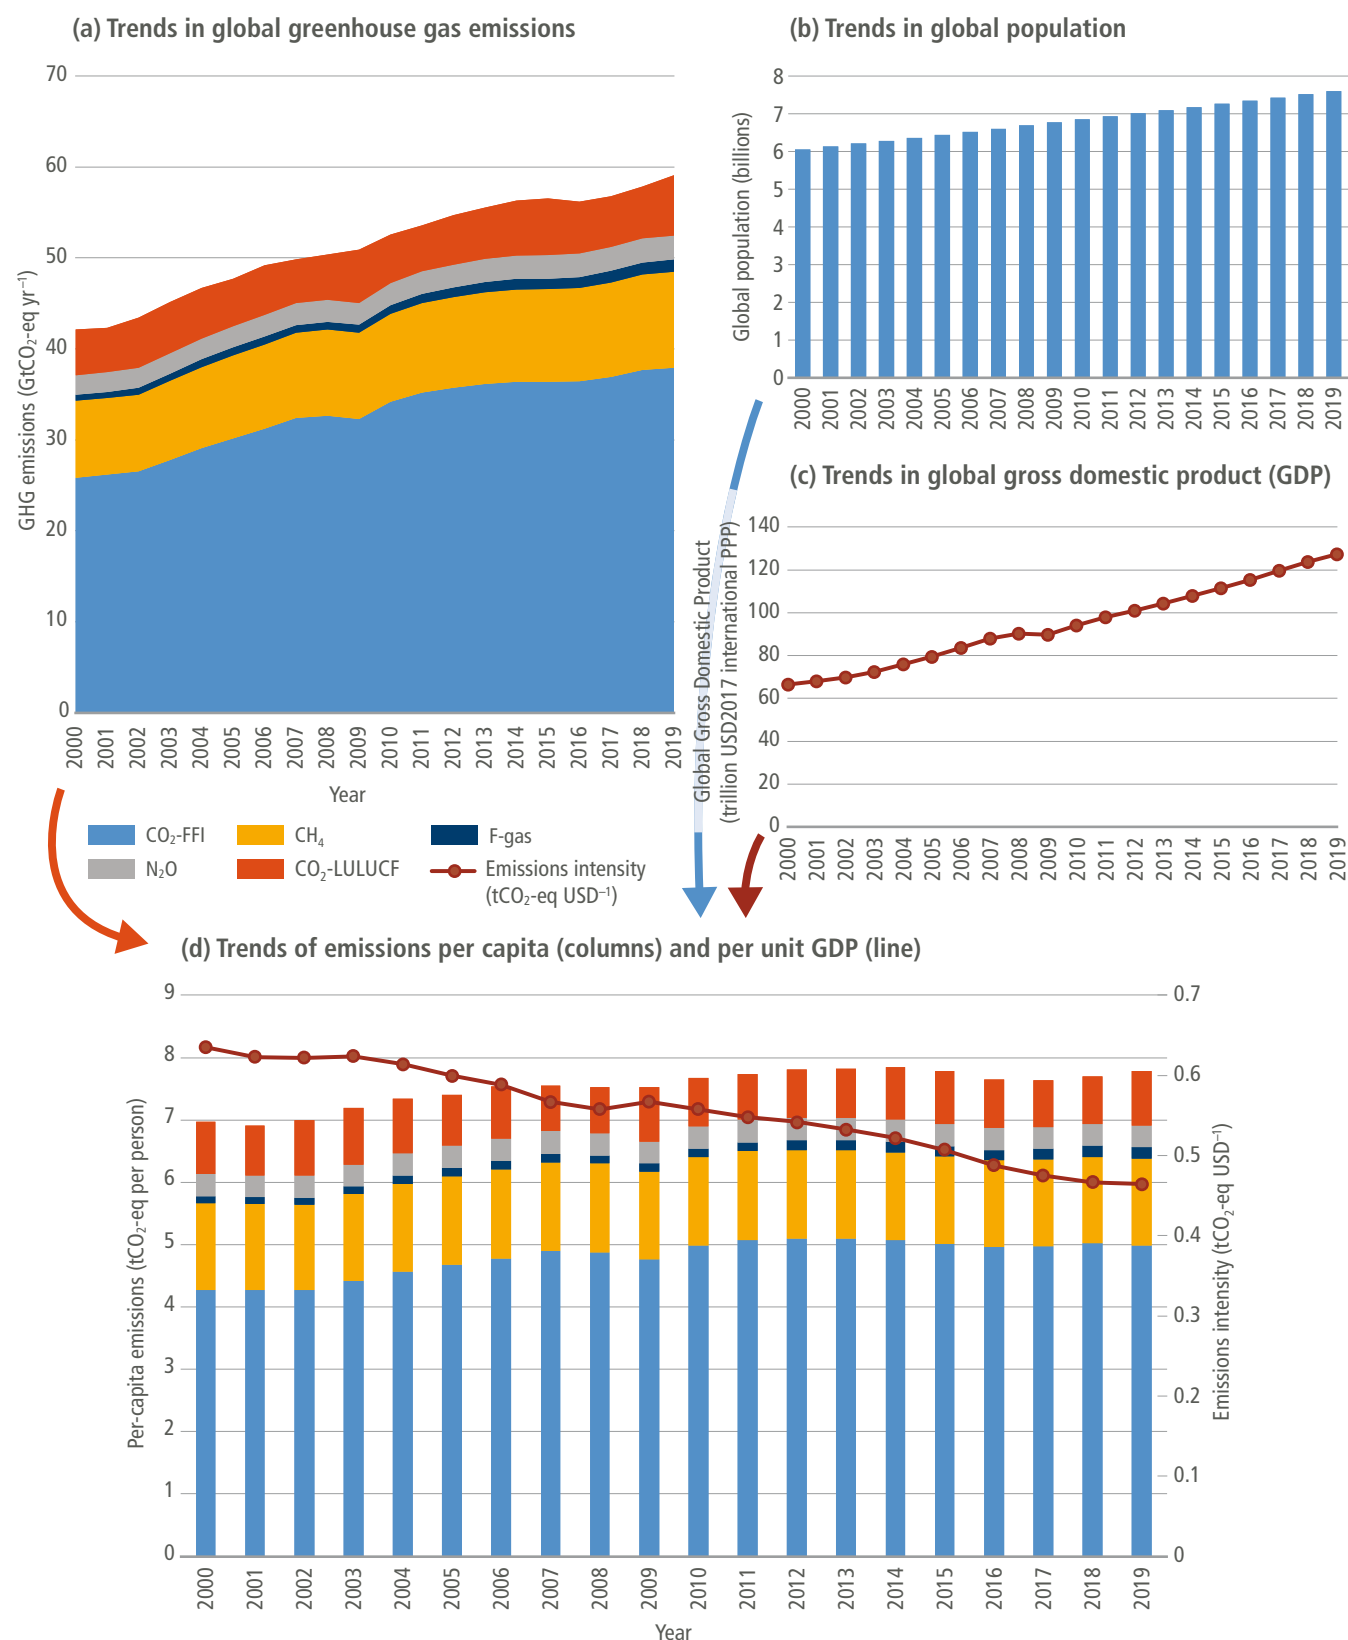 (a) Trends in global greenhouse gas emissions
GHG emissions (GtCO₂-eq yr⁻¹)
70
60
50
40
30
20
10
0
2000 2001 2002 2003 2004 2005 2006 2007 2008 2009 2010 2011 2012 2013 2014 2015 2016 2017 2018 2019
Year
CO₂-FFI
CH₄
F-gas
N₂O
CO₂-LULUCF
Emissions intensity
(tCO₂-eq USD⁻¹)
(b) Trends in global population
Global population (billions)
8
7
6
5
4
3
2
1
0
2000 2001 2002 2003 2004 2005 2006 2007 2008 2009 2010 2011 2012 2013 2014 2015 2016 2017 2018 2019
(c) Trends in global gross domestic product (GDP)
Global Gross Domestic Product
(trillion USD2017 international PPP)
140
120
100
80
60
40
20
0
2000 2001 2002 2003 2004 2005 2006 2007 2008 2009 2010 2011 2012 2013 2014 2015 2016 2017 2018 2019
(d) Trends of emissions per capita (columns) and per unit GDP (line)
Per-capita emissions (tCO₂-eq per person)
9
8
7
6
5
4
3
2
1
0
0.7
0.6
0.5
0.4
0.3
0.2
0.1
0
Emissions intensity (tCO₂-eq USD⁻¹)
2000 2001 2002 2003 2004 2005 2006 2007 2008 2009 2010 2011 2012 2013 2014 2015 2016 2017 2018 2019
Year